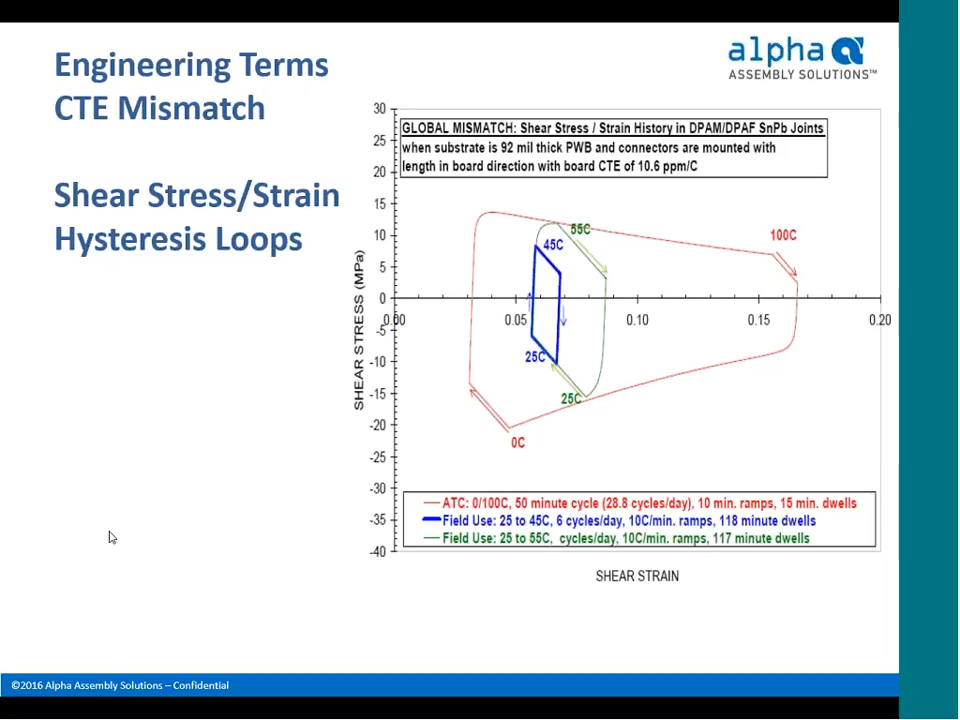 Engineering Terms
CTE Mismatch
Shear Stress/Strain
Hysteresis Loops
alpha
ASSEMBLY SOLUTIONS™
GLOBAL MISMATCH: Shear Stress / Strain History in DPAM/DPAF SnPb Joints
when substrate is 92 mil thick PWB and connectors are mounted with
length in board direction with board CTE of 10.6 ppm/C
30
25
20
15
10
5
0
-5
-10
-15
-20
-25
-30
-35
-40
SHEAR STRESS (MPa)
0.00
0.05
0.10
0.15
0.20
55C
45C
100C
25C
25C
0C
ATC: 0/100C, 50 minute cycle (28.8 cycles/day), 10 min. ramps, 15 min. dwells
Field Use: 25 to 45C, 6 cycles/day, 10C/min. ramps, 118 minute dwells
Field Use: 25 to 55C, cycles/day, 10C/min. ramps, 117 minute dwells
SHEAR STRAIN
©2016 Alpha Assembly Solutions – Confidential